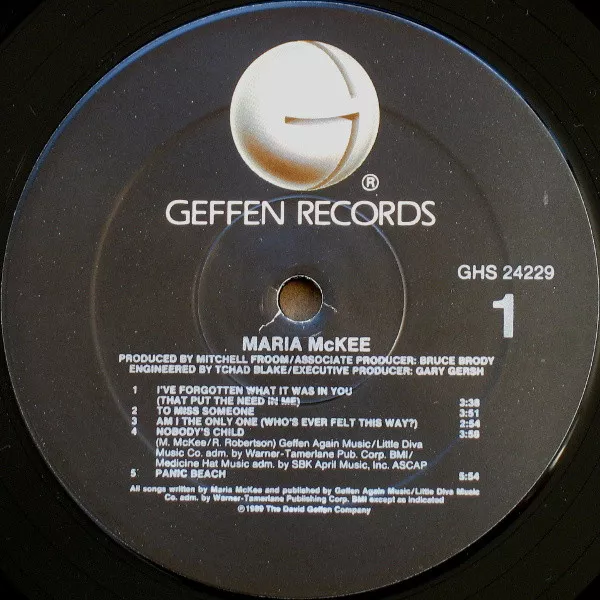 ®
GEFFEN RECORDS
GHS 24229
1
MARIA McKEE
PRODUCED BY MITCHELL FROOM/ASSOCIATE PRODUCER: BRUCE BRODY
ENGINEERED BY TCHAD BLAKE/EXECUTIVE PRODUCER: GARY GERSH
1 I'VE FORGOTTEN WHAT IT WAS IN YOU
(THAT PUT THE NEED IN ME) 3:38
2 TO MISS SOMEONE 3:51
3 AM I THE ONLY ONE (WHO'S EVER FELT THIS WAY?) 2:54
4 NOBODY'S CHILD 3:58
(M. McKee/R. Robertson) Geffen Again Music/Little Diva
Music Co. adm. by Warner-Tamerlane Pub. Corp. BMI/
Medicine Hat Music adm. by SBK April Music, Inc. ASCAP
5 PANIC BEACH 5:54
All songs written by Maria McKee and published by Geffen Again Music/Little Diva Music
Co. adm. by Warner-Tamerlane Publishing Corp. BMI except as indicated
℗©1989 The David Geffen Company